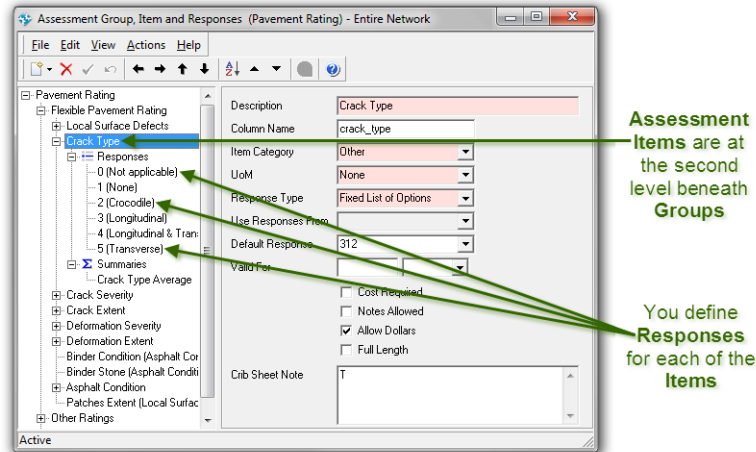 Assessment Group, Item and Responses (Pavement Rating) - Entire Network
File Edit View Actions Help
Pavement Rating
Flexible Pavement Rating
Local Surface Defects
Crack Type
Responses
0 (Not applicable)
1 (None)
2 (Crocodile)
3 (Longitudinal)
4 (Longitudinal & Tran
5 (Transverse)
Σ Summaries
Crack Type Average
Crack Severity
Crack Extent
Deformation Severity
Deformation Extent
Binder Condition (Asphalt Cor
Binder Stone (Asphalt Conditi
Asphalt Condition
Patches Extent (Local Surfac
Other Ratings
Description Crack Type
Column Name crack_type
Item Category Other
UoM None
Response Type Fixed List of Options
Use Responses From
Default Response 312
Valid For
Cost Required
Notes Allowed
Allow Dollars
Full Length
Crib Sheet Note T
Active
Assessment
Items are at
the second
level beneath
Groups
You define
Responses
for each of the
Items